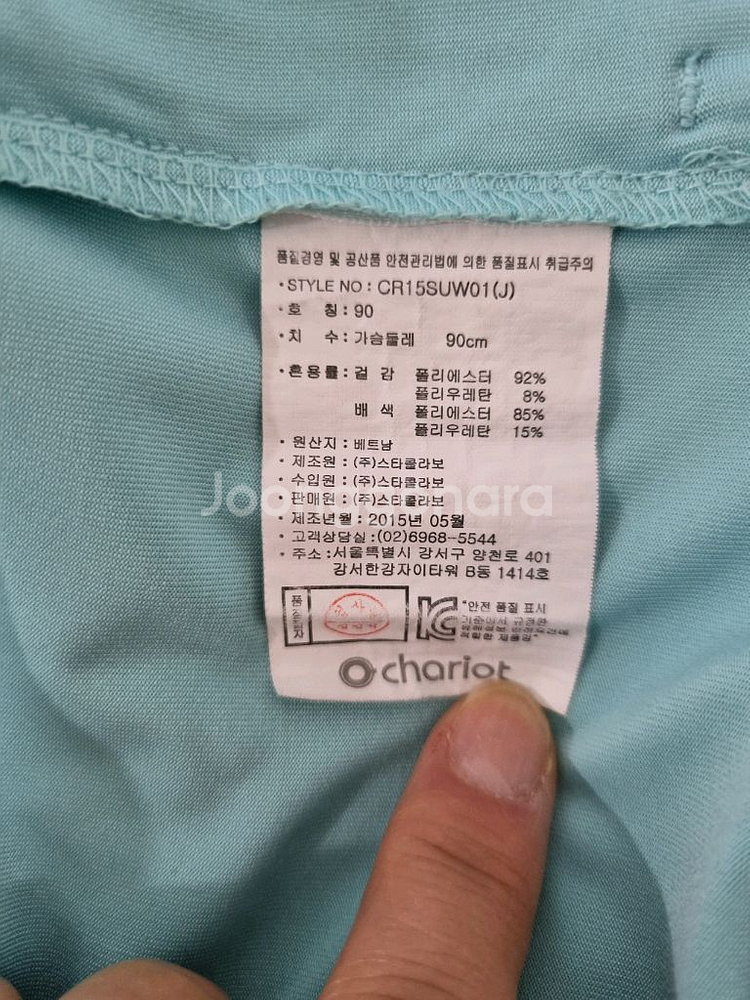 품질경영 및 공산품 안전관리법에 의한 품질표시 취급주의
·STYLE NO : CR15SUW01(J)
·호 칭 : 90
·치 수 : 가슴둘레 90cm
·혼용률 : 겉 감 폴리에스터 92%
폴리우레탄 8%
배 색 폴리에스터 85%
폴리우레탄 15%
· 원산지 : 베트남
· 제조원 : (주)스타콜라보
· 수입원 : (주)스타콜라보
· 판매원 : (주)스타콜라보
· 제조년월 : 2015년 05월
· 고객상담실 : (02)6968-5544
· 주소 : 서울특별시 강서구 양천로 401
강서한강자이타워 B동 1414호
"안전 품질 표시
chariot
Joonggonara